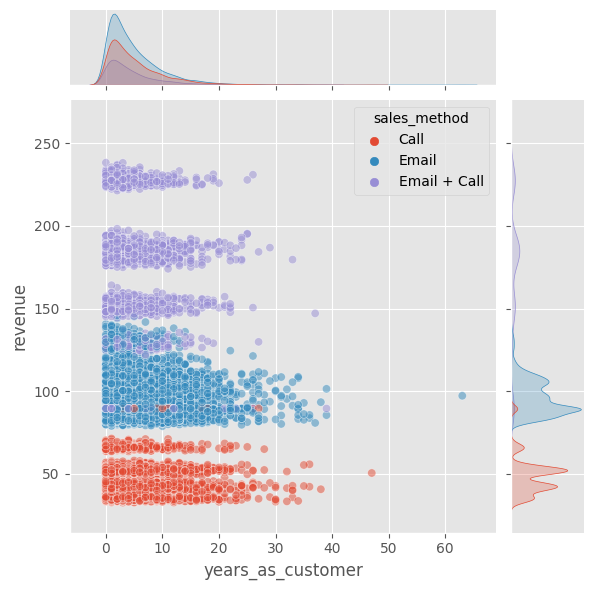 sales_method
Call
Email
Email + Call
250
200
150
100
50
revenue
0 10 20 30 40 50 60
years_as_customer